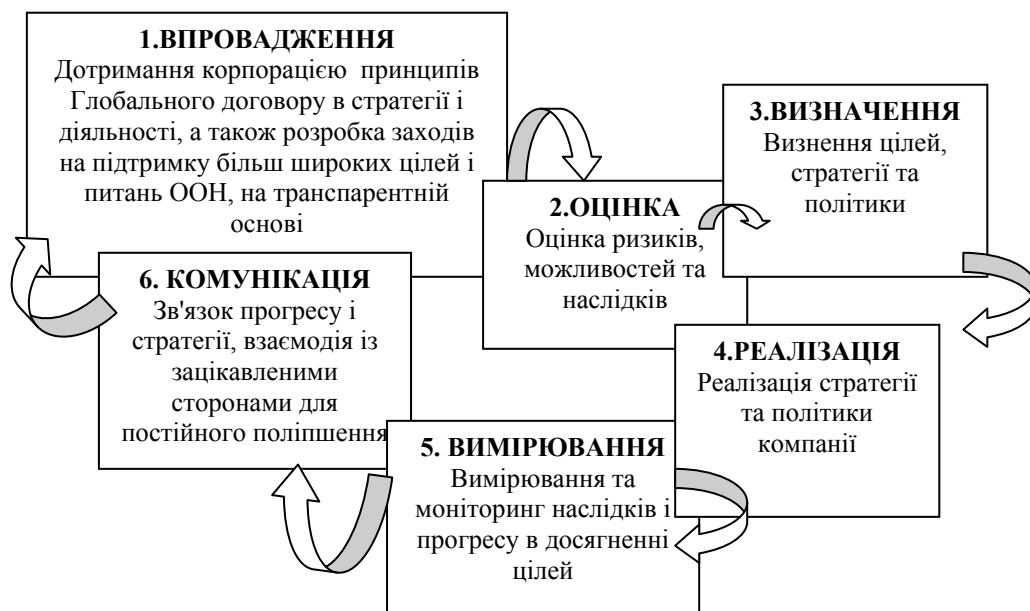 1.ВПРОВАДЖЕННЯ
Дотримання корпорацією принципів
Глобального договору в стратегії і
діяльності, а також розробка заходів
на підтримку більш широких цілей і
питань ООН, на транспарентній
основі
2.ОЦІНКА
Оцінка ризиків,
можливостей та
наслідків
3.ВИЗНАЧЕННЯ
Визнення цілей,
стратегії та
політики
4.РЕАЛІЗАЦІЯ
Реалізація стратегії
та політики
компанії
5. ВИМІРЮВАННЯ
Вимірювання та
моніторинг наслідків і
прогресу в досягненні
цілей
6. КОМУНІКАЦІЯ
Зв'язок прогресу і
стратегії, взаємодія із
зацікавленими
сторонами для
постійного поліпшення